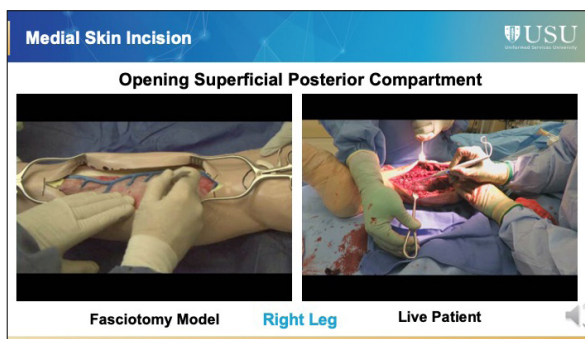 Medial Skin Incision
USU
Uniformed Services University
Opening Superficial Posterior Compartment
Fasciotomy Model
Right Leg
Live Patient